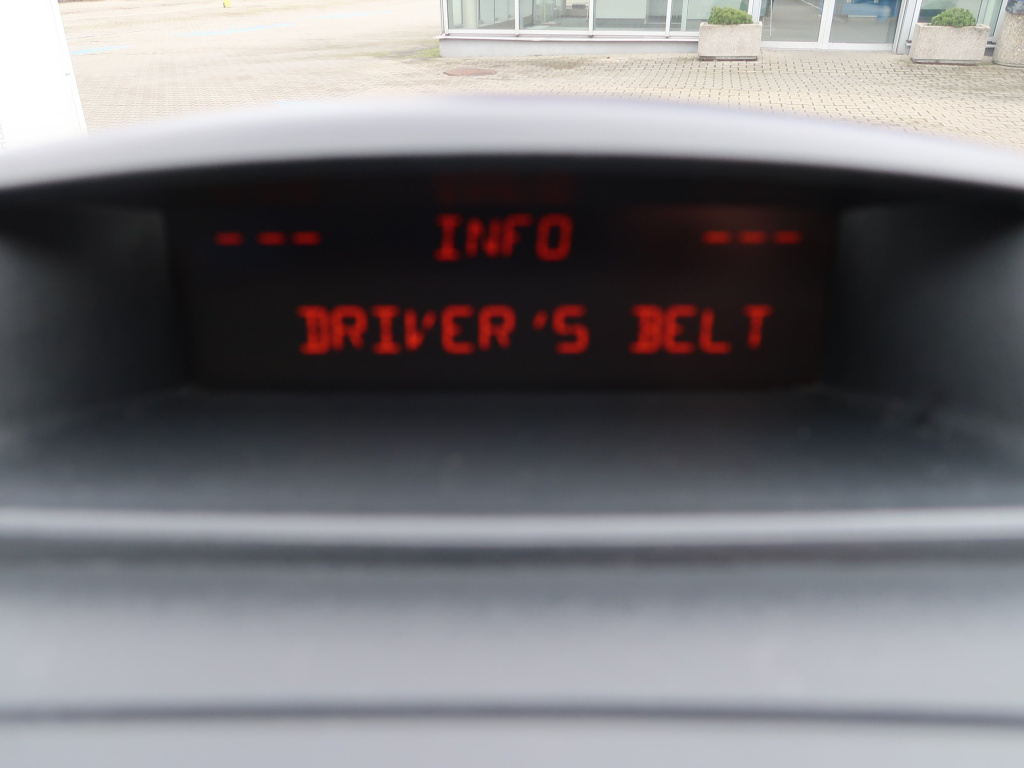 --- INFO ---
DRIVER'S BELT